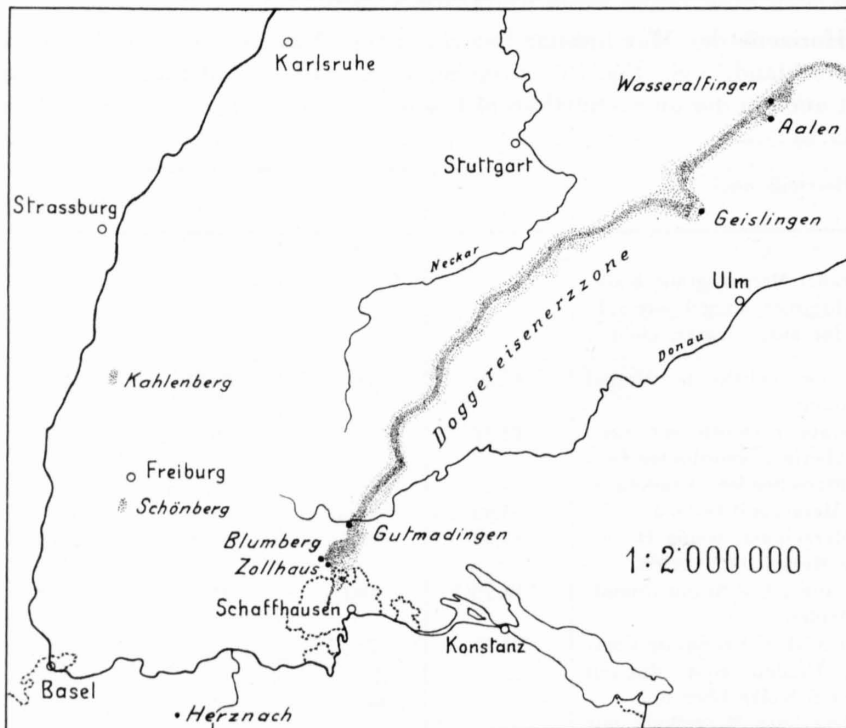 Karlsruhe
Wasseralfingen
Aalen
Stuttgart
Strassburg
Geislingen
Neckar
Ulm
Doggereisenerzzone
Donau
Kahlenberg
Freiburg
Schönberg
Gutmadingen
Blumberg
Zollhaus
1:2000000
Schaffhausen
Konstanz
Basel
Herznach